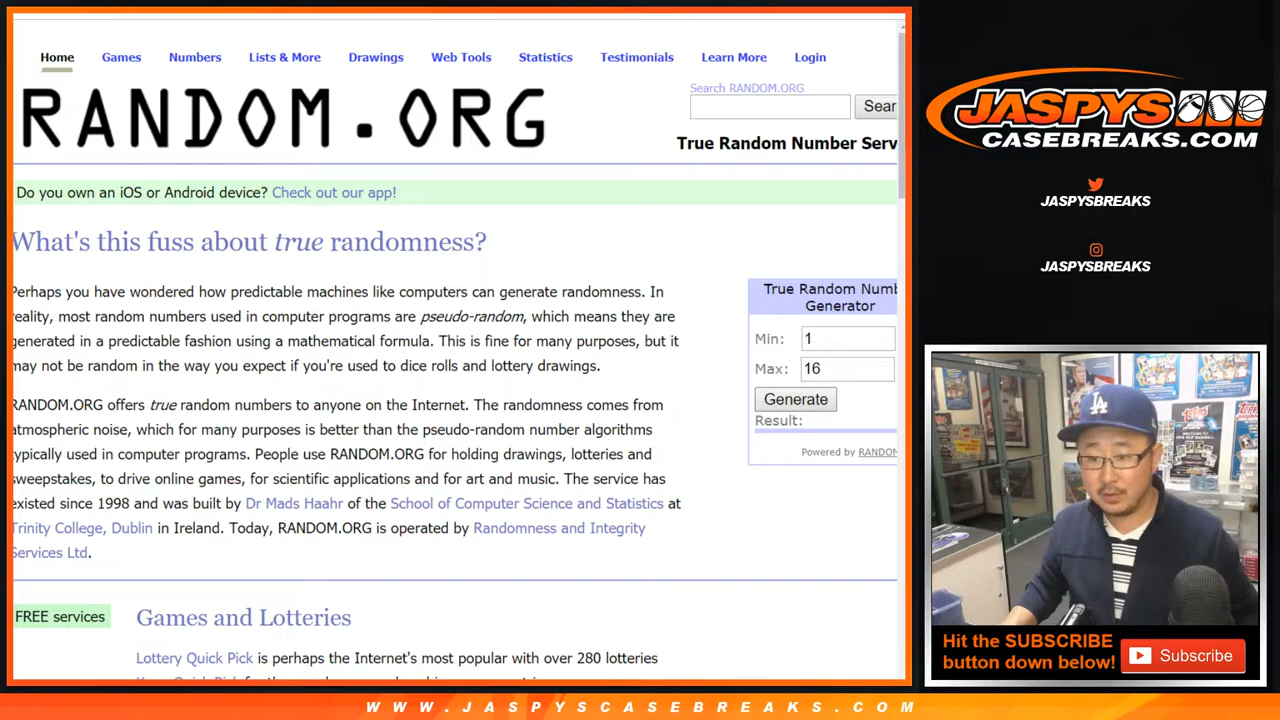 Home Games Numbers Lists & More Drawings Web Tools Statistics Testimonials Learn More Login
RANDOM.ORG
Search RANDOM.ORG
Sear
True Random Number Serv
Do you own an iOS or Android device? Check out our app!
What's this fuss about true randomness?
Perhaps you have wondered how predictable machines like computers can generate randomness. In
reality, most random numbers used in computer programs are pseudo-random, which means they are
generated in a predictable fashion using a mathematical formula. This is fine for many purposes, but it
may not be random in the way you expect if you're used to dice rolls and lottery drawings.
RANDOM.ORG offers true random numbers to anyone on the Internet. The randomness comes from
atmospheric noise, which for many purposes is better than the pseudo-random number algorithms
typically used in computer programs. People use RANDOM.ORG for holding drawings, lotteries and
sweepstakes, to drive online games, for scientific applications and for art and music. The service has
existed since 1998 and was built by Dr Mads Haahr of the School of Computer Science and Statistics at
Trinity College, Dublin in Ireland. Today, RANDOM.ORG is operated by Randomness and Integrity
Services Ltd.
True Random Numb
Generator
Min: 1
Max: 16
Generate
Result:
Powered by RANDOM
FREE services
Games and Lotteries
Lottery Quick Pick is perhaps the Internet's most popular with over 280 lotteries
JASPYS
CASEBREAKS.COM
JASPYSBREAKS
JASPYSBREAKS
LA
Topps
Hit the SUBSCRIBE
button down below!
Subscribe
WWW.JASPYSCASEBREAKS.COM